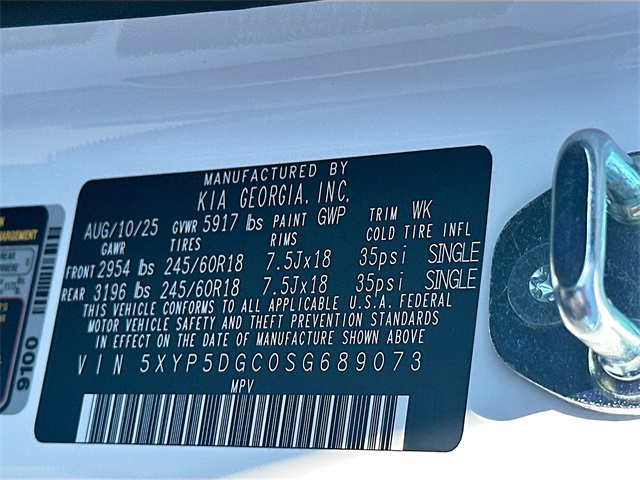 MANUFACTURED BY
KIA GEORGIA, INC.
AUG/10/25 GVWR 5917 lbs PAINT GWP TRIM WK
GAWR TIRES RIMS COLD TIRE INFL
FRONT 2954 lbs 245/60R18 7.5Jx18 35psi SINGLE
REAR 3196 lbs 245/60R18 7.5Jx18 35psi SINGLE
THIS VEHICLE CONFORMS TO ALL APPLICABLE U.S.A. FEDERAL
MOTOR VEHICLE SAFETY AND THEFT PREVENTION STANDARDS
IN EFFECT ON THE DATE OF MANUFACTURE SHOWN ABOVE
VIN 5XYP5DGC0SG689073
MPV
9100